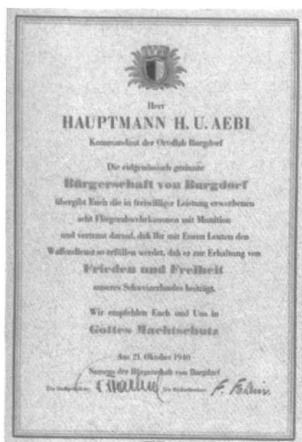 Herr
HAUPTMANN H. U. AEBI
Kommandant der Ortsflab Burgdorf
Die eidgenössisch gesinnte
Bürgerschaft von Burgdorf
übergibt Euch die in freiwilliger Leistung erworbenen
acht Fliegerabwehrkanonen mit Munition
und vertraut darauf, daß Ihr mit Euren Leuten den
Waffendienst so erfüllen werdet, daß er zur Erhaltung von
Frieden und Freiheit
unseres Schweizerlandes beiträgt.
Wir empfehlen Euch und Uns in
Gottes Machtschutz
Am 21. Oktober 1940
Namens der Bürgerschaft von Burgdorf